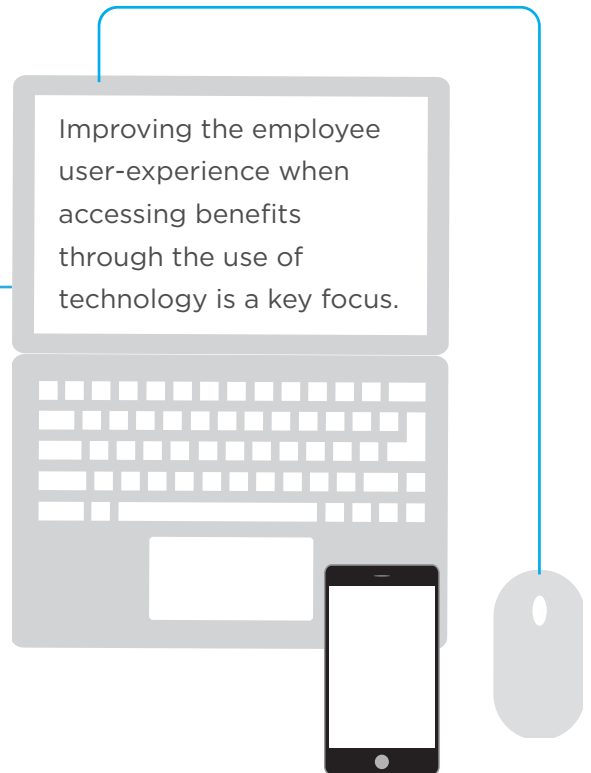 Improving the employee
user-experience when
accessing benefits
through the use of
technology is a key focus.